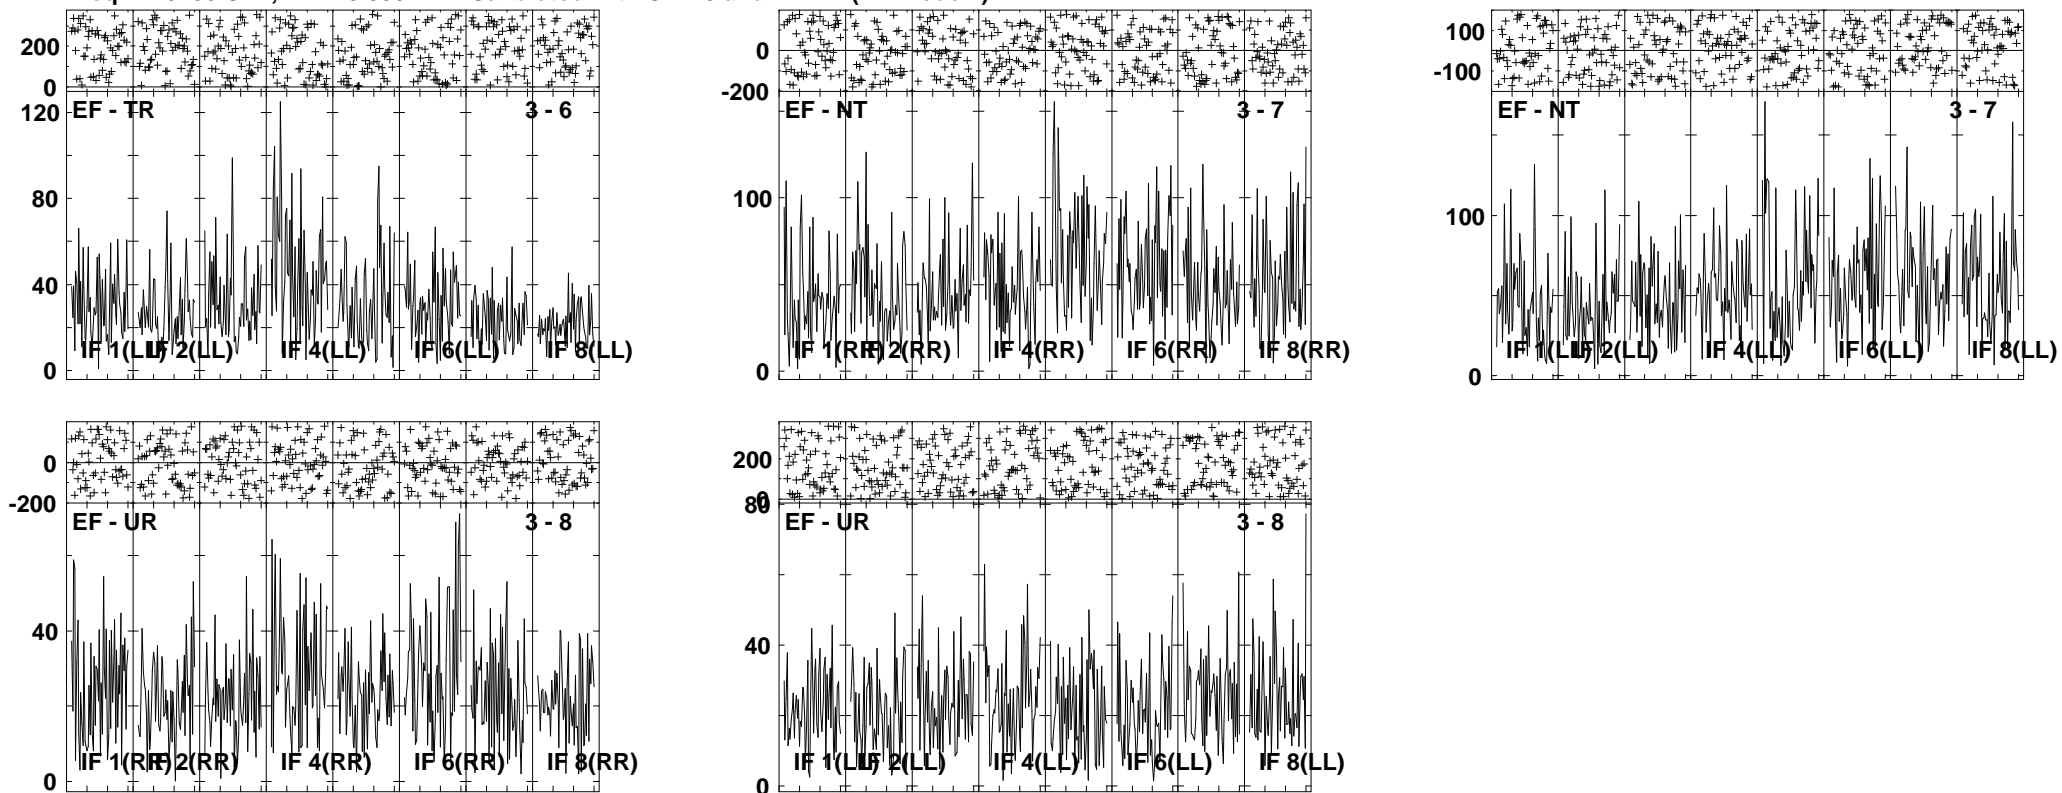 200
0
120
EF - TR
3 - 6
80
40
0
IF 1(LL)
IF 2(LL)
IF 4(LL)
IF 6(LL)
IF 8(LL)
0
-200
EF - NT
3 - 7
100
0
IF 1(RR)
IF 2(RR)
IF 4(RR)
IF 6(RR)
IF 8(RR)
100
-100
EF - NT
3 - 7
100
0
IF 1(LL)
IF 2(LL)
IF 4(LL)
IF 6(LL)
IF 8(LL)
0
-200
EF - UR
3 - 8
40
0
IF 1(RR)
IF 2(RR)
IF 4(RR)
IF 6(RR)
IF 8(RR)
200
0
80
EF - UR
3 - 8
40
0
IF 1(LL)
IF 2(LL)
IF 4(LL)
IF 6(LL)
IF 8(LL)